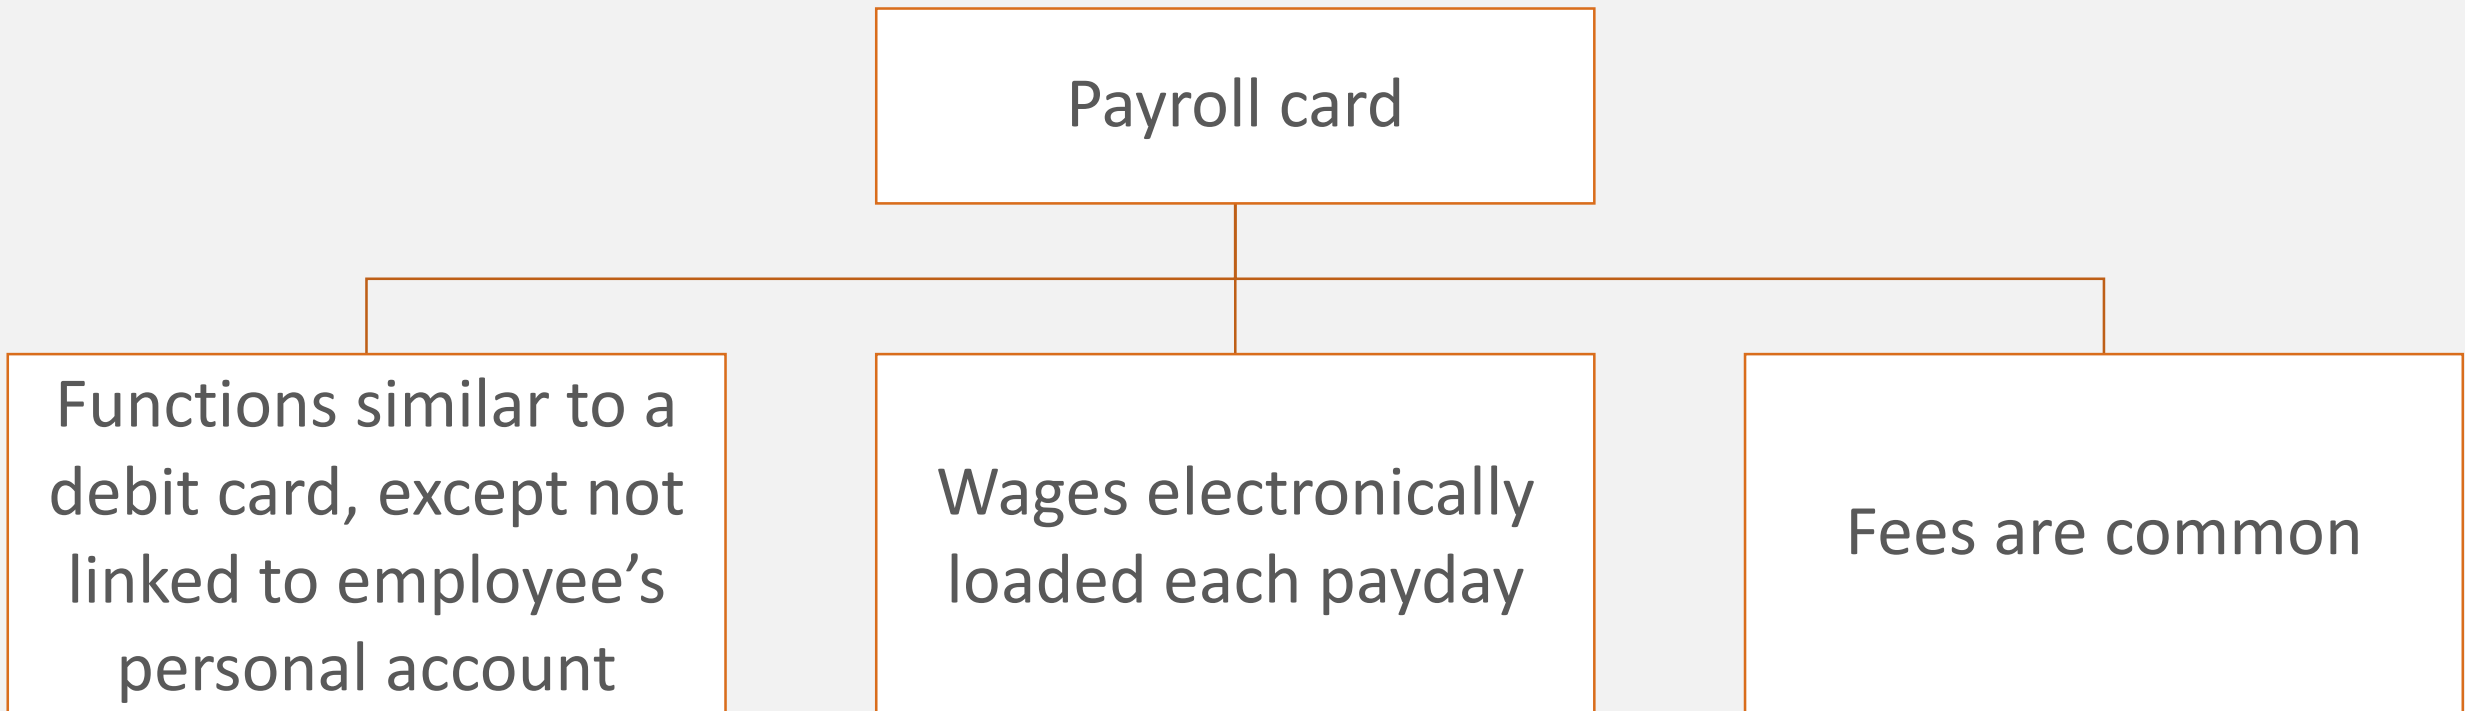 Payroll card
Functions similar to a
debit card, except not
linked to employee’s
personal account
Wages electronically
loaded each payday
Fees are common